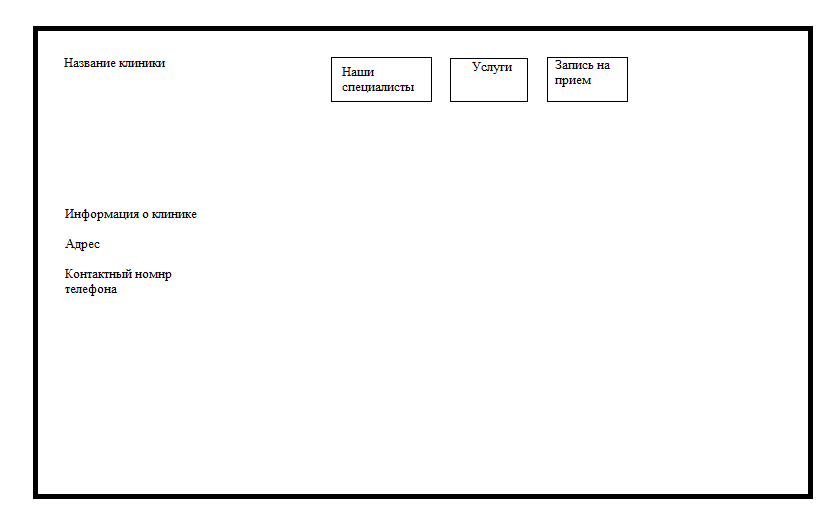 Название клиники
Наши
специалисты
Услуги
Запись на
прием
Информация о клинике
Адрес
Контактный номнр
телефона